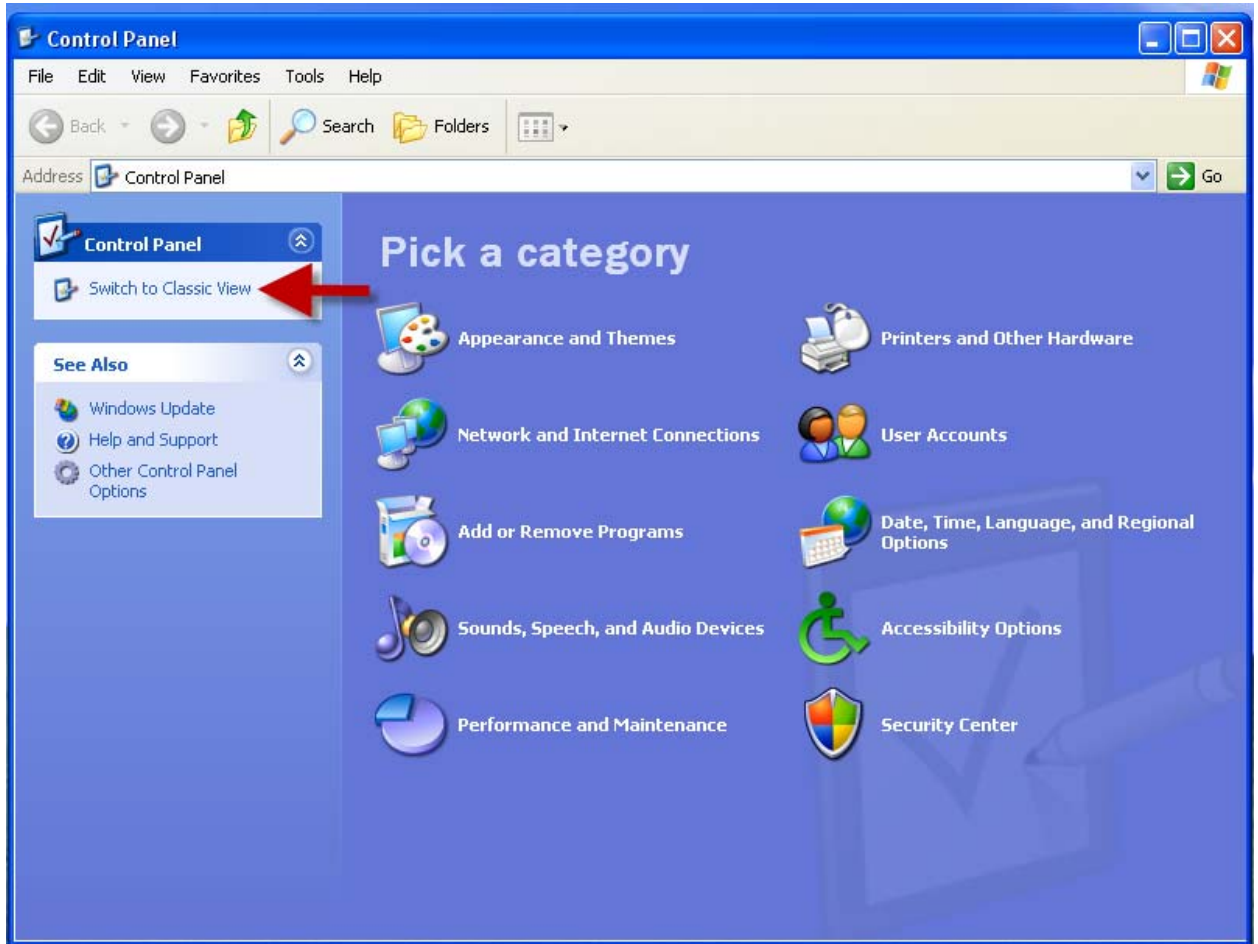 Control Panel
File Edit View Favorites Tools Help
Back Search Folders
Address Control Panel Go
Control Panel
Switch to Classic View
See Also
Windows Update
Help and Support
Other Control Panel
Options
Pick a category
Appearance and Themes
Printers and Other Hardware
Network and Internet Connections
User Accounts
Add or Remove Programs
Date, Time, Language, and Regional
Options
Sounds, Speech, and Audio Devices
Accessibility Options
Performance and Maintenance
Security Center